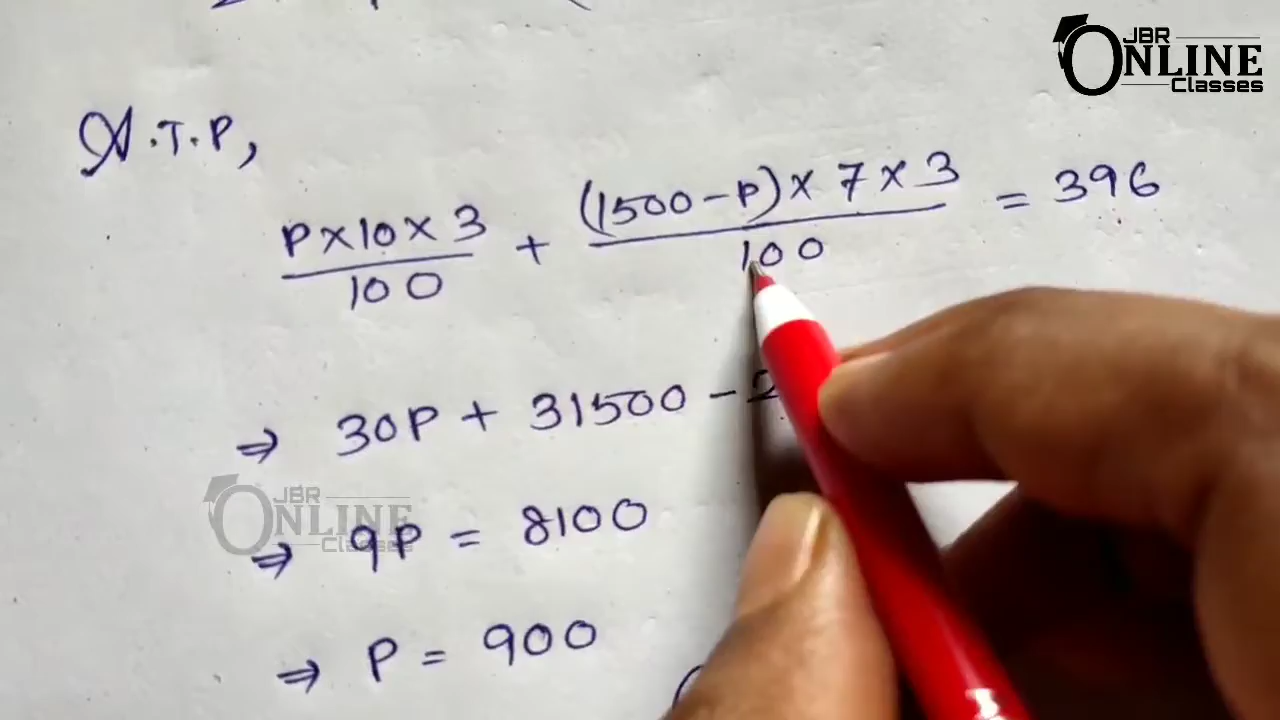 JBR
ONLINE
Classes
A.T.P,
P×10×3/100 + (1500-P)×7×3/100 = 396
⇒ 30P + 31500 - 2
JBR
ONLINE
Classes
⇒ 9P = 8100
⇒ P = 900